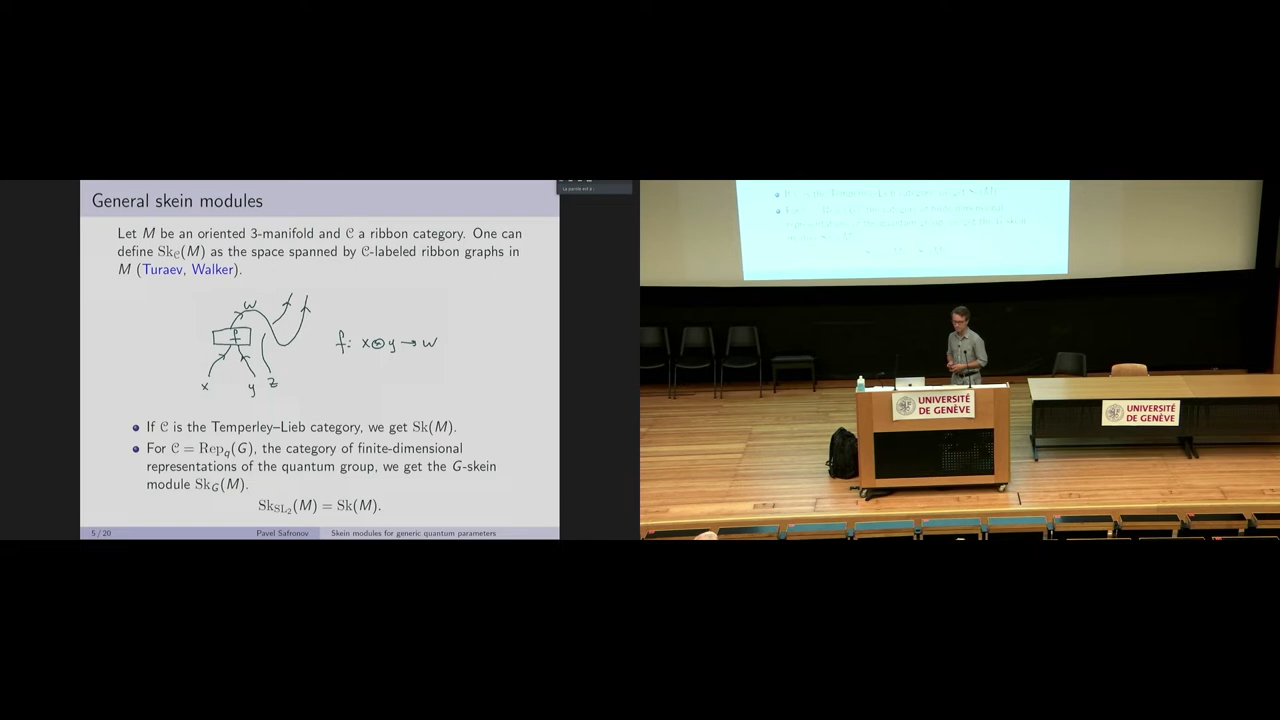 General skein modules
Let M be an oriented 3-manifold and C a ribbon category. One can
define Sk_C(M) as the space spanned by C-labeled ribbon graphs in
M (Turaev, Walker).
w
f
f: x⊗y → w
x y z
If C is the Temperley–Lieb category, we get Sk(M).
For C = Rep_q(G), the category of finite-dimensional
representations of the quantum group, we get the G-skein
module Sk_G(M).
Sk_SL₂(M) = Sk(M).
5 / 20 Pavel Safronov Skein modules for generic quantum parameters
La parole est à :
UNIVERSITÉ
DE GENÈVE
UNIVERSITÉ
DE GENÈVE